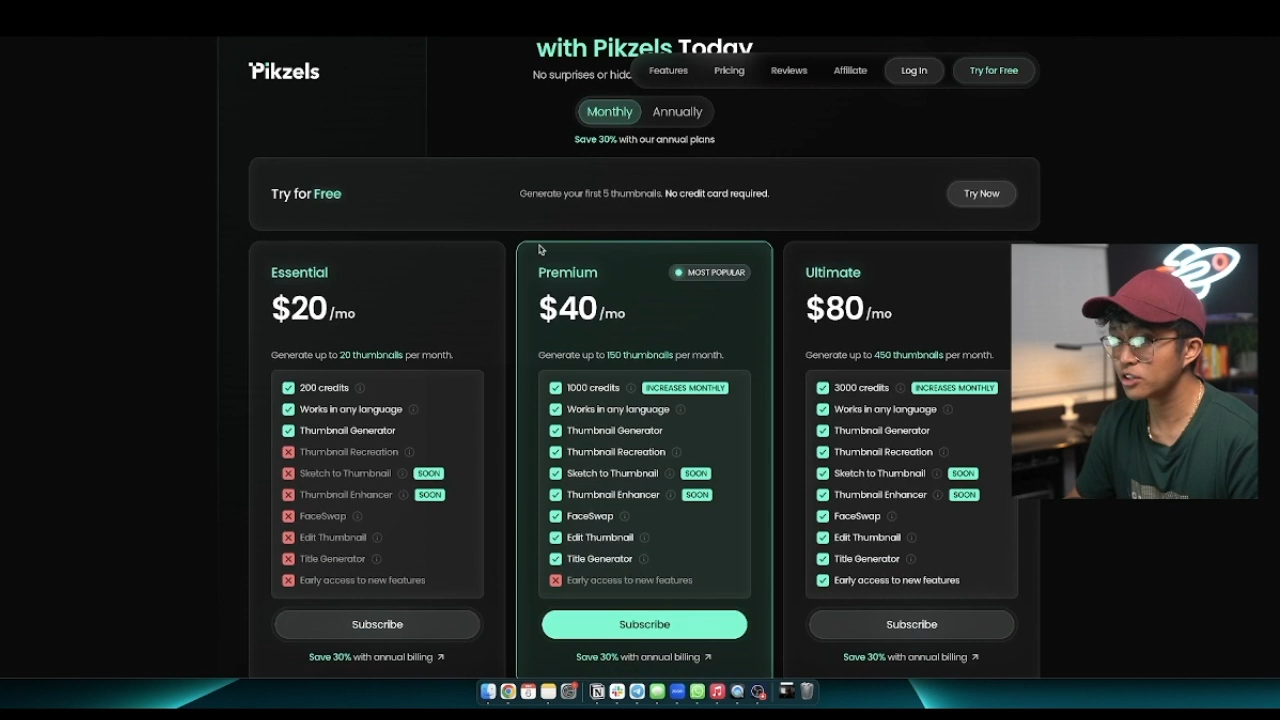 with Pikzels Today
Pikzels
No surprises or hidd
Features
Pricing
Reviews
Affiliate
Log In
Try for Free
Monthly
Annually
Save 30% with our annual plans
Try for Free
Generate your first 5 thumbnails. No credit card required.
Try Now
Essential
$20/mo
Generate up to 20 thumbnails per month.
200 credits
Works in any language
Thumbnail Generator
Thumbnail Recreation
Sketch to Thumbnail SOON
Thumbnail Enhancer SOON
FaceSwap
Edit Thumbnail
Title Generator
Early access to new features
Subscribe
Save 30% with annual billing
Premium
MOST POPULAR
$40/mo
Generate up to 150 thumbnails per month.
1000 credits INCREASES MONTHLY
Works in any language
Thumbnail Generator
Thumbnail Recreation
Sketch to Thumbnail SOON
Thumbnail Enhancer SOON
FaceSwap
Edit Thumbnail
Title Generator
Early access to new features
Subscribe
Save 30% with annual billing
Ultimate
$80/mo
Generate up to 450 thumbnails per month.
3000 credits INCREASES MONTHLY
Works in any language
Thumbnail Generator
Thumbnail Recreation
Sketch to Thumbnail SOON
Thumbnail Enhancer SOON
FaceSwap
Edit Thumbnail
Title Generator
Early access to new features
Subscribe
Save 30% with annual billing